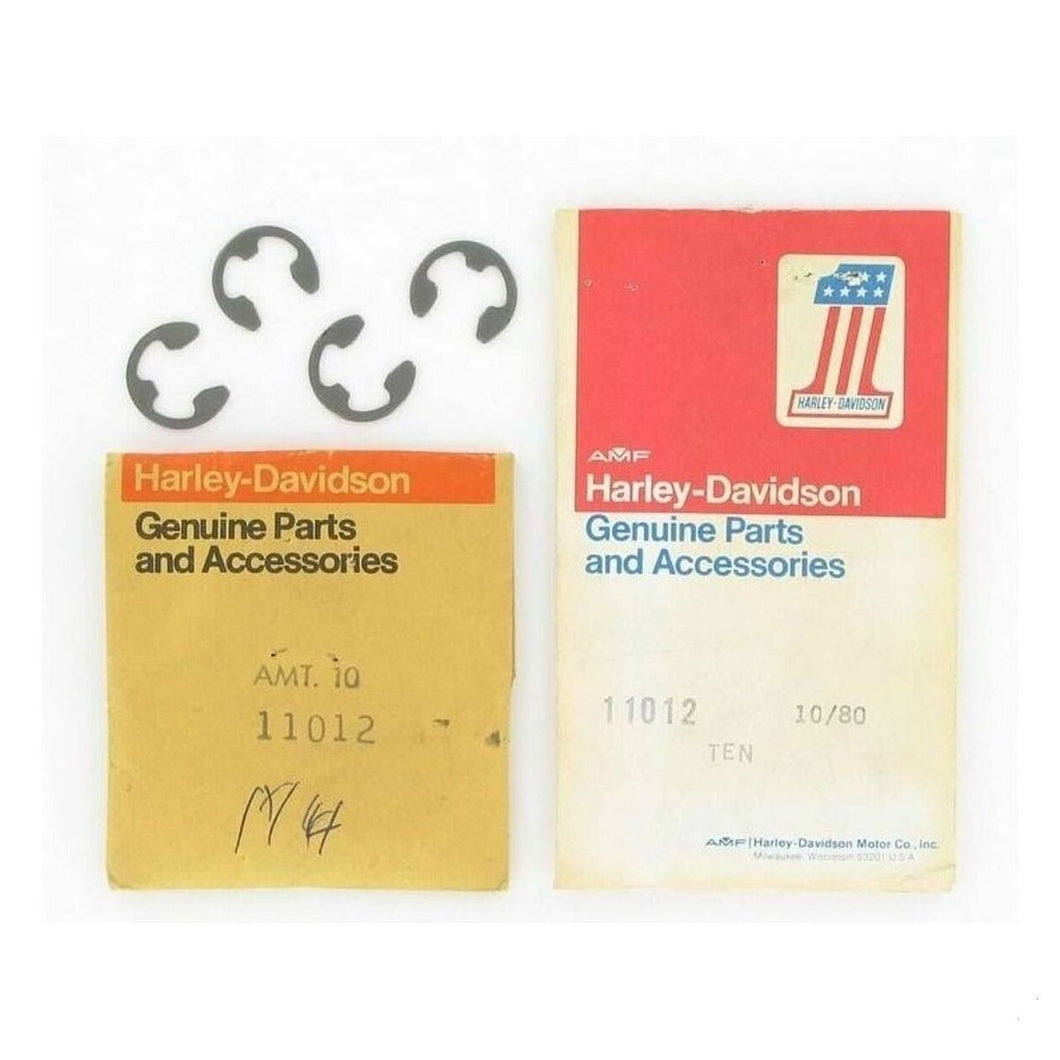 Harley-Davidson
Genuine Parts
and Accessories
AMT. 10
11012
HARLEY-DAVIDSON
AMF
Harley-Davidson
Genuine Parts
and Accessories
11012 10/80
TEN
AMF | Harley-Davidson Motor Co., Inc.
Milwaukee, Wisconsin 53201 U.S.A.